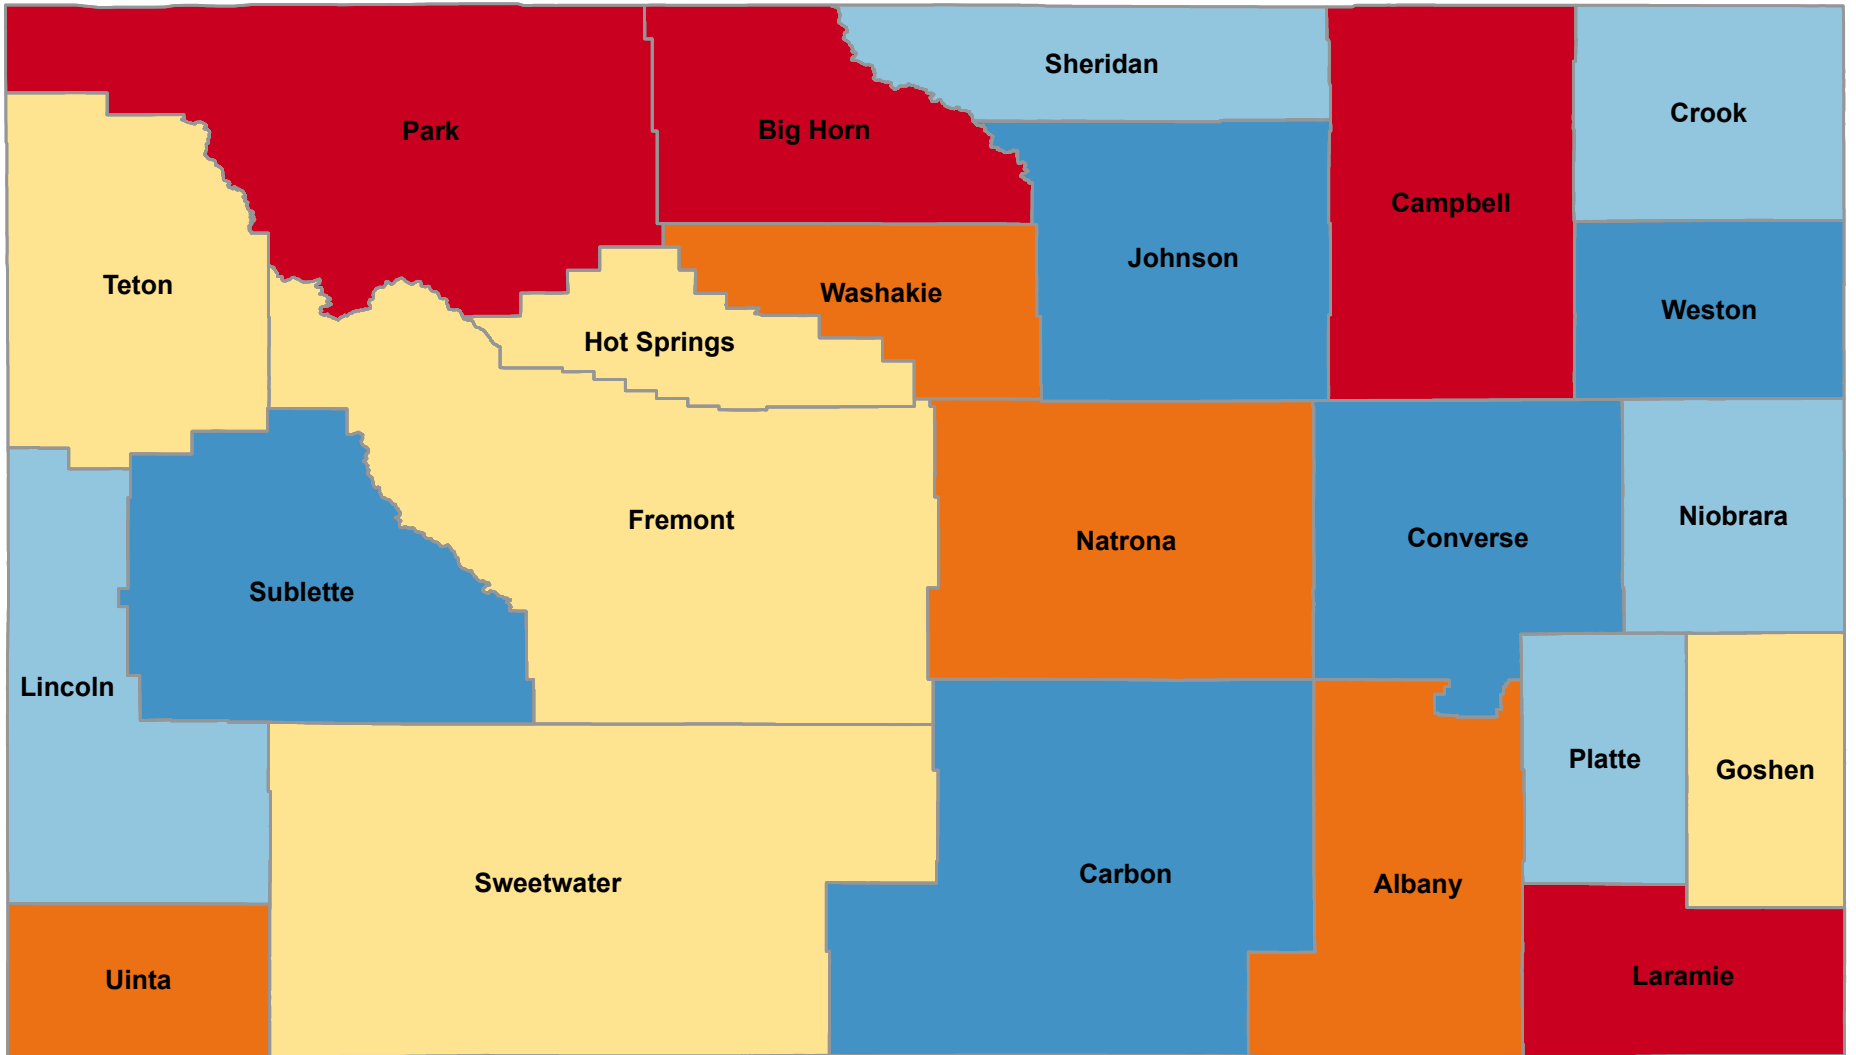 Sheridan
Crook
Park
Big Horn
Campbell
Johnson
Teton
Washakie
Weston
Hot Springs
Niobrara
Fremont
Converse
Natrona
Sublette
Lincoln
Platte
Goshen
Carbon
Sweetwater
Albany
Laramie
Uinta